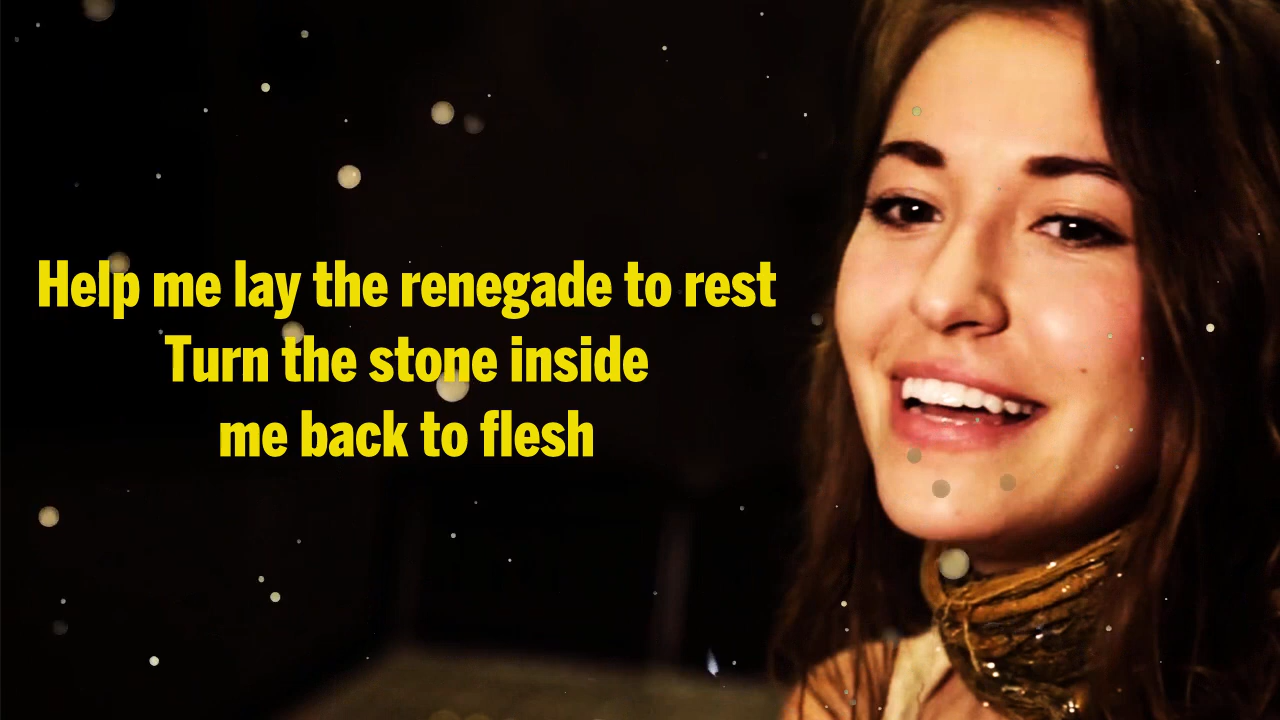 Help me lay the renegade to rest
Turn the stone inside
me back to flesh